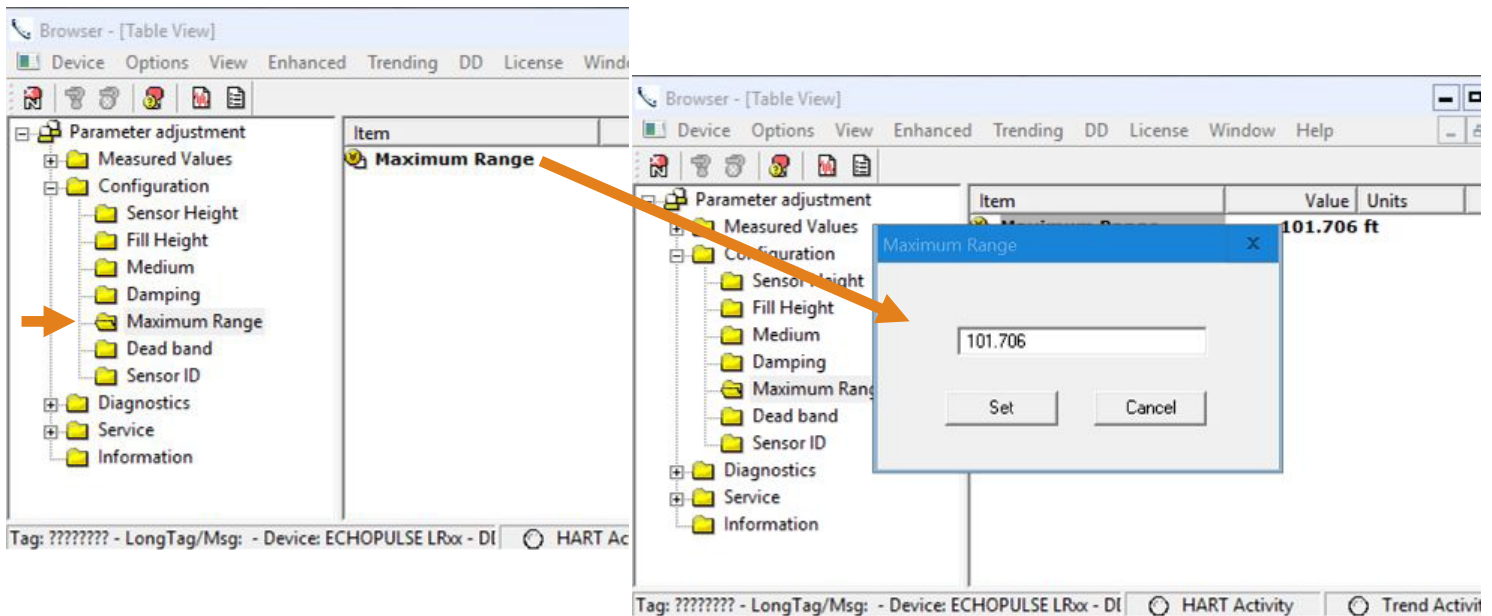 Browser - [Table View]
Device Options View Enhanced Trending DD License
Parameter adjustment
Measured Values
Configuration
Sensor Height
Fill Height
Medium
Damping
Maximum Range
Dead band
Sensor ID
Diagnostics
Service
Information
Item
Maximum Range
Tag: ???????? - LongTag/Msg: - Device: ECHOPULSE LRxx - DI HART Ac
Browser - [Table View]
Device Options View Enhanced Trending DD License Window Help
Parameter adjustment
Measured Values
Configuration
Sensor Height
Fill Height
Medium
Damping
Maximum Rang
Dead band
Sensor ID
Diagnostics
Service
Information
Item Value Units
101.706 ft
Maximum Range x
101.706
Set Cancel
Tag: ???????? - LongTag/Msg: - Device: ECHOPULSE LRxx - DI HART Activity Trend Activit